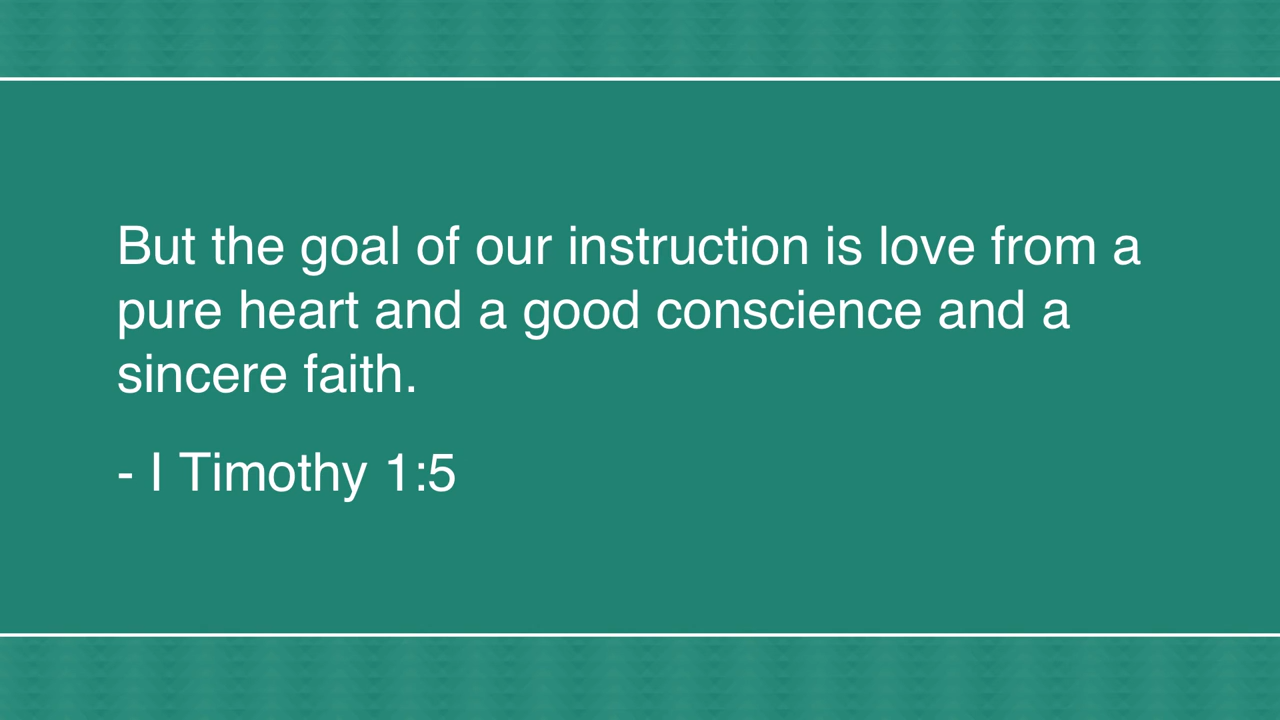 But the goal of our instruction is love from a
pure heart and a good conscience and a
sincere faith.
- I Timothy 1:5